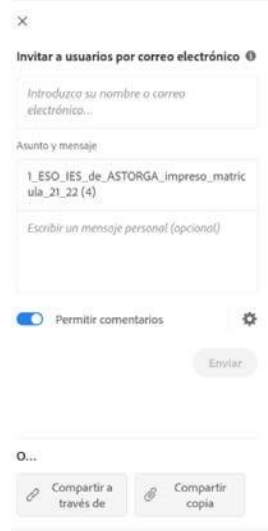 Invitar a usuarios por correo electrónico
Introduzca su nombre o correo
electrónico...
Asunto y mensaje
1_ESO_IES_de_ASTORGA_impreso_matric
ula_21_22 (4)
Escribir un mensaje personal (opcional)
Permitir comentarios
Enviar
O...
Compartir a
través de
Compartir
copia